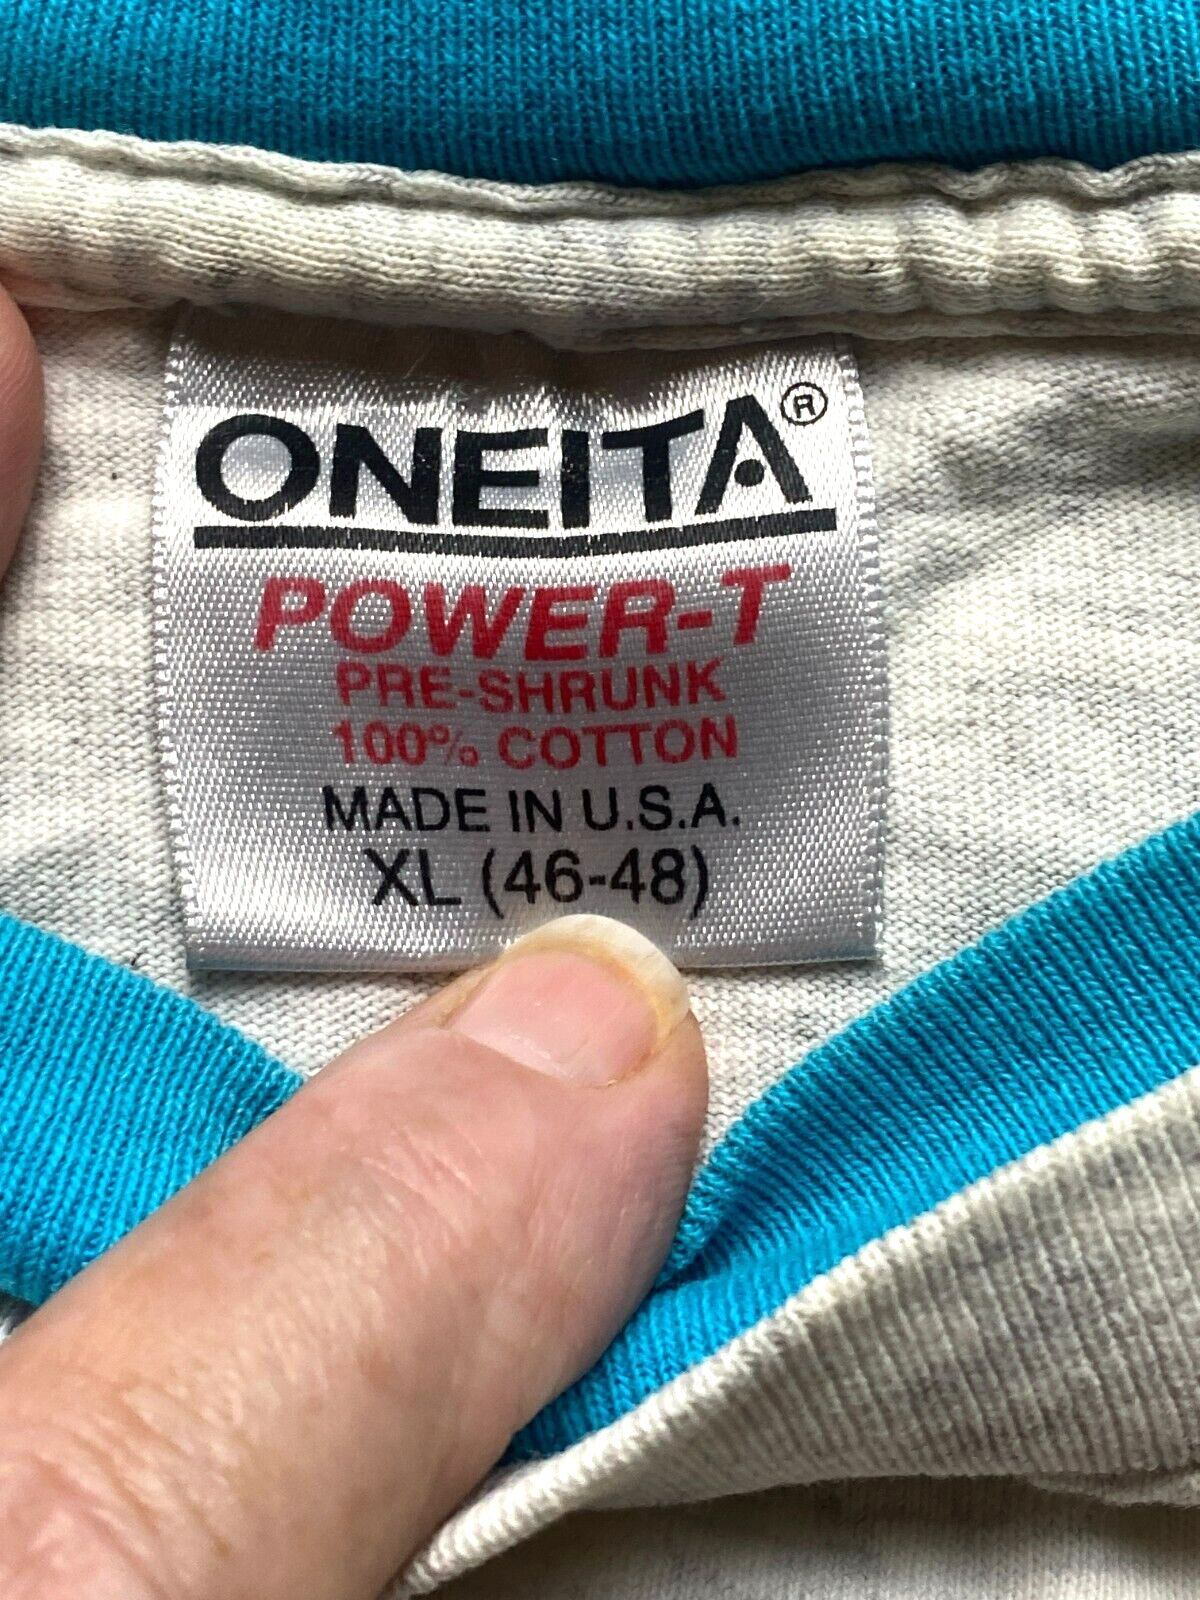 ONEITA®
POWER-T
PRE-SHRUNK
100% COTTON
MADE IN U.S.A.
XL (46-48)